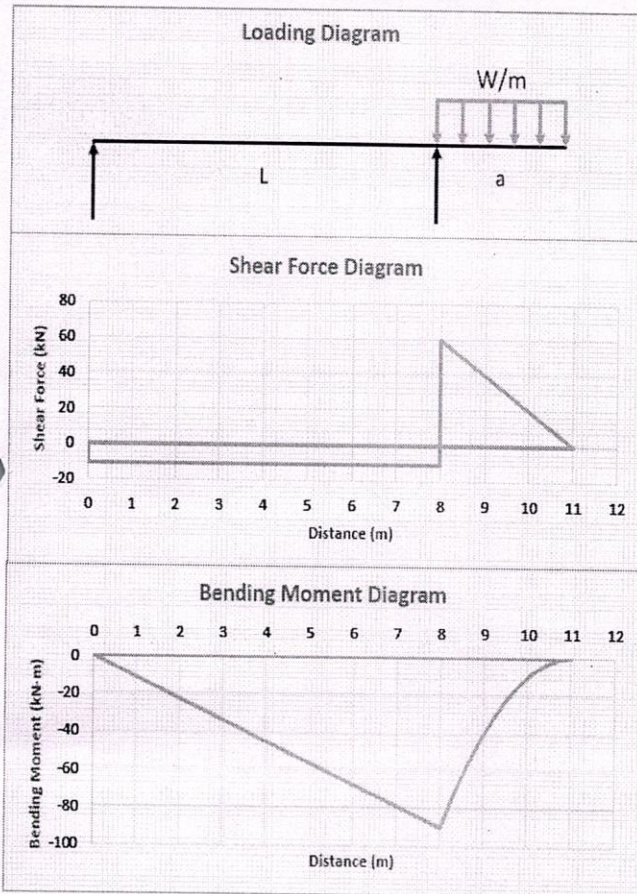 Loading Diagram
W/m
L
a
Shear Force Diagram
Shear Force (kN)
80
60
40
20
0
-20
0 1 2 3 4 5 6 7 8 9 10 11 12
Distance (m)
Bending Moment Diagram
0 1 2 3 4 5 6 7 8 9 10 11 12
Bending Moment (kN-m)
0
-20
-40
-60
-80
-100
Distance (m)